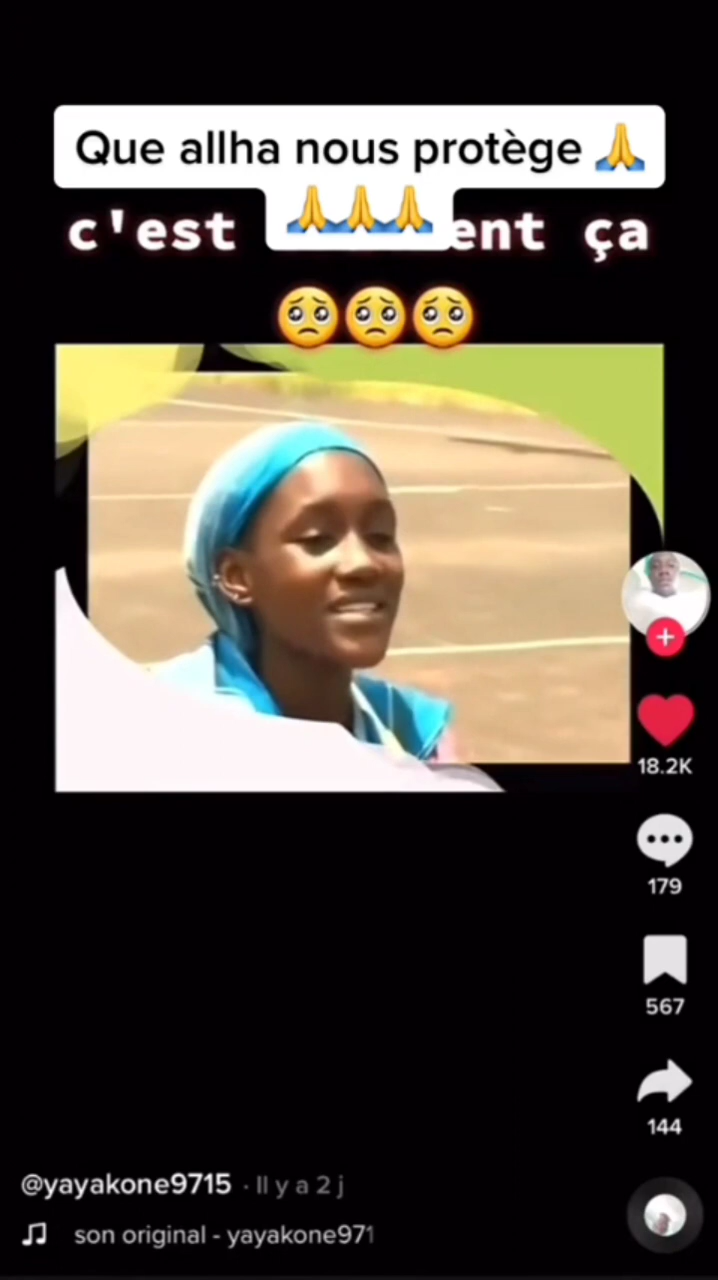 Que allha nous protège 🙏
🙏🙏🙏
c'est ent ça
🥺🥺🥺
18.2K
179
567
144
@yayakone9715 · Il y a 2 j
son original - yayakone971